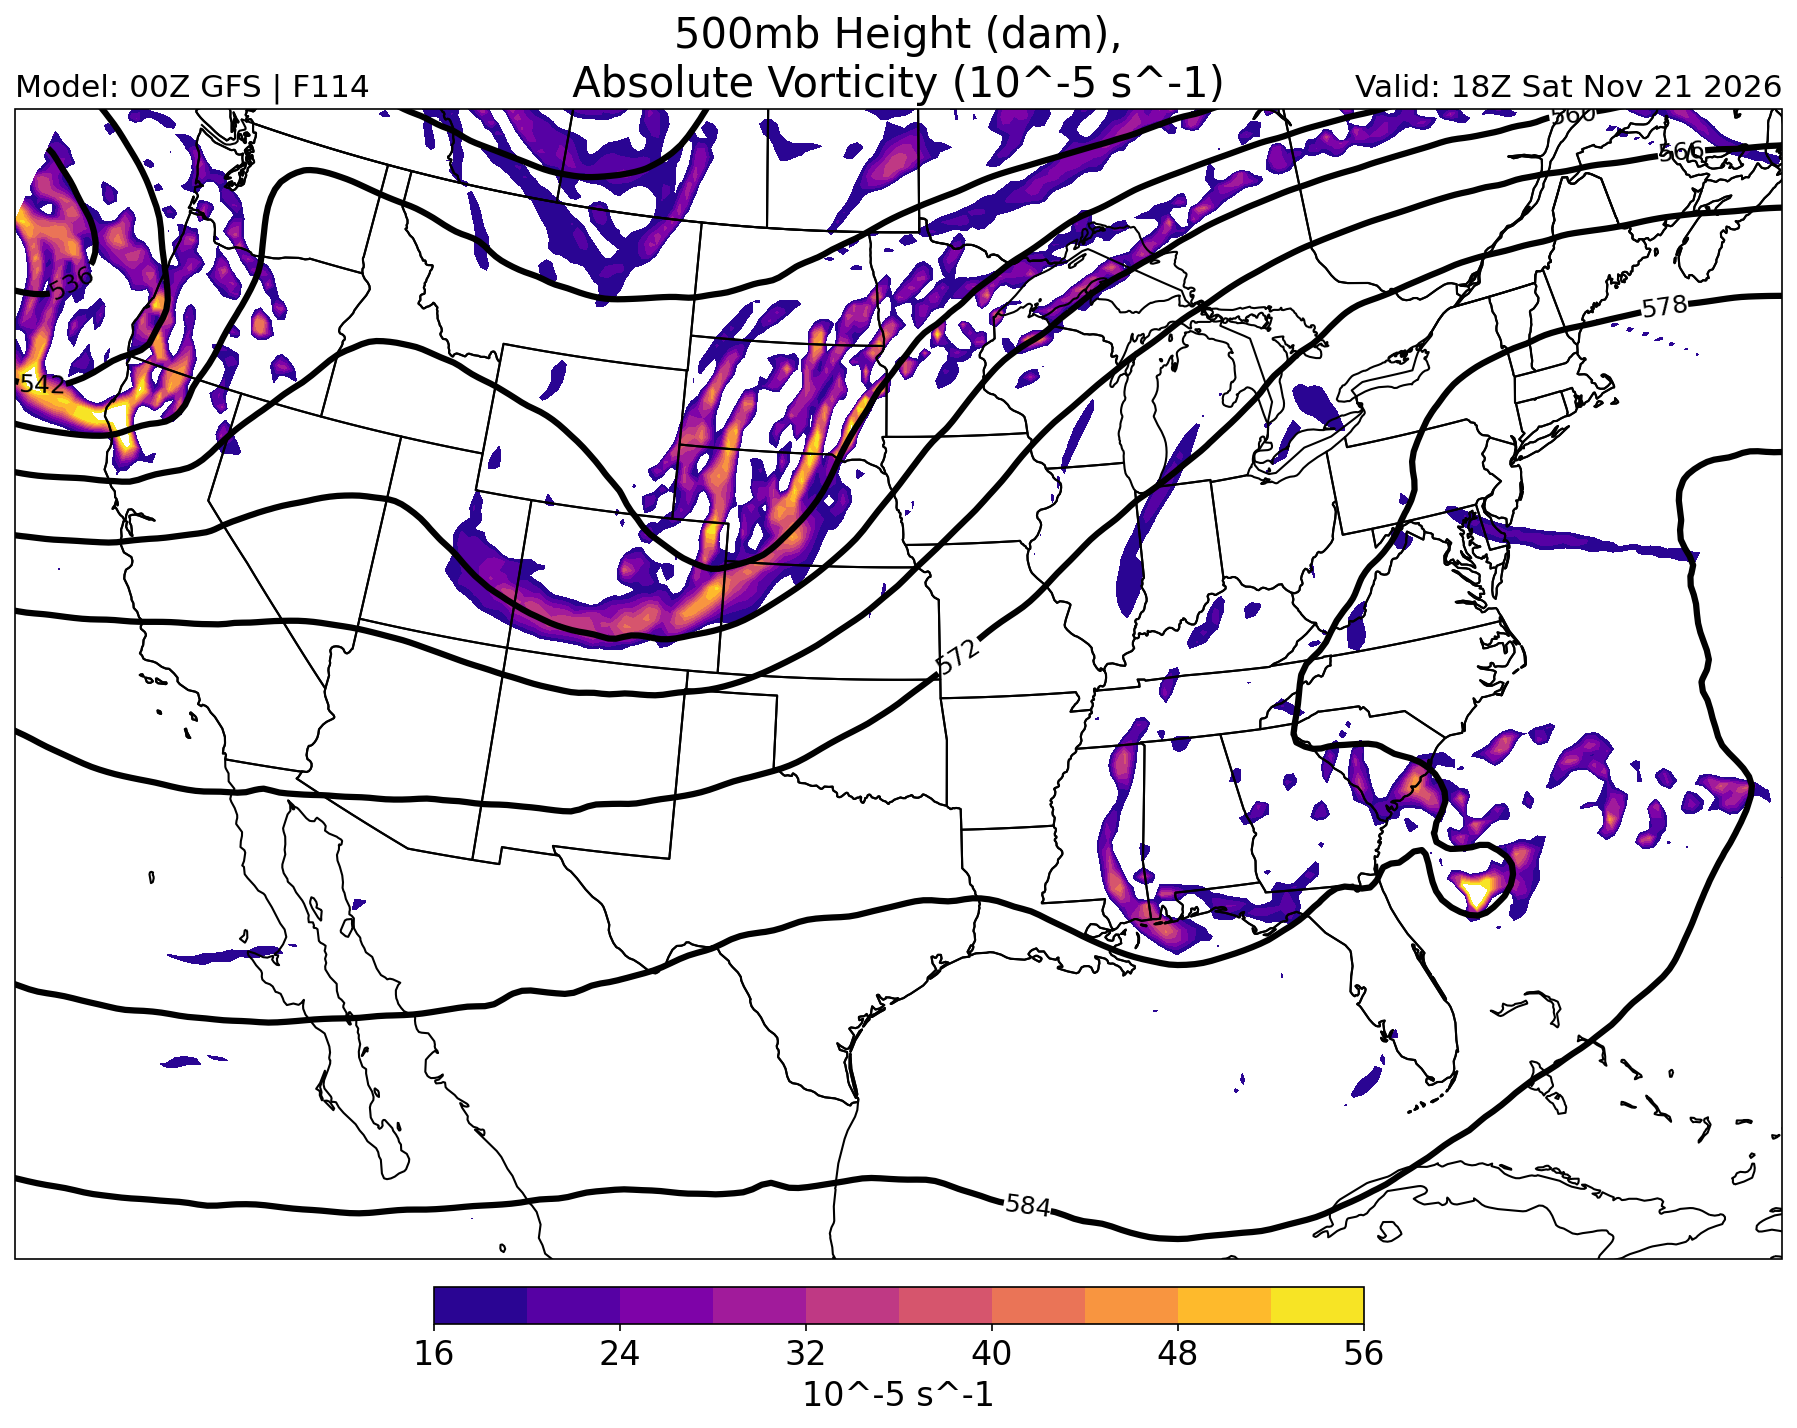 500mb Height (dam),
Model: 00Z GFS | F114
Absolute Vorticity (10^-5 s^-1)
Valid: 18Z Sat Nov 21 2026
560
566
536
578
542
572
584
16 24 32 40 48 56
10^-5 s^-1